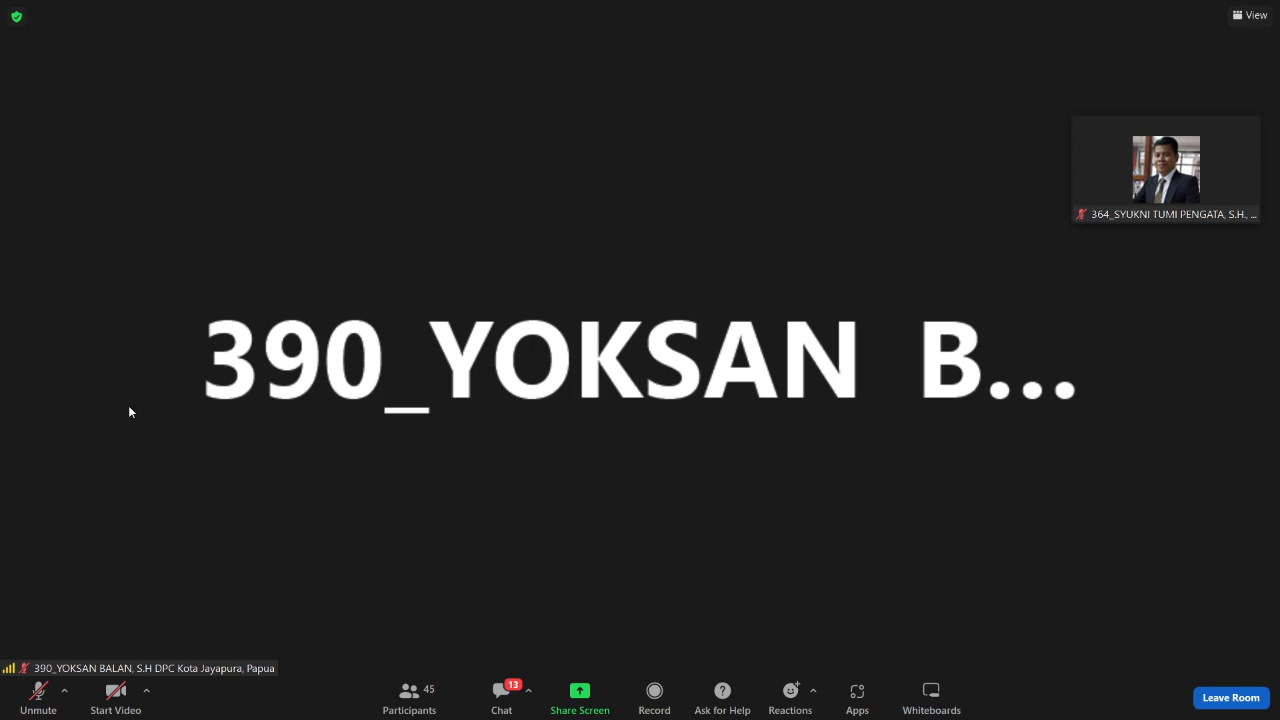 View
364_SYUKNI TUMI PENGATA, S.H., ...
390_YOKSAN B...
390_YOKSAN BALAN, S.H DPC Kota Jayapura, Papua
45
13
Unmute
Start Video
Participants
Chat
Share Screen
Record
Ask for Help
Reactions
Apps
Whiteboards
Leave Room